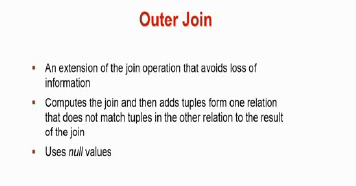 Outer Join
▪ An extension of the join operation that avoids loss of
information
▪ Computes the join and then adds tuples form one relation
that does not match tuples in the other relation to the result
of the join
▪ Uses null values